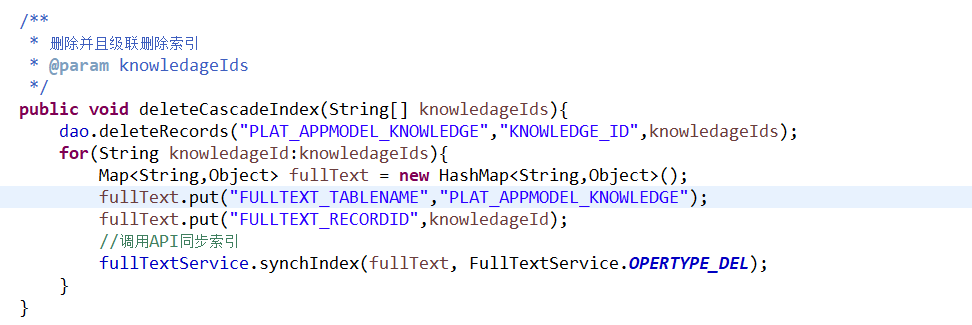 /**
 * 删除并且级联删除索引
 * @param knowledageIds
 */
public void deleteCascadeIndex(String[] knowledageIds){
    dao.deleteRecords("PLAT_APPMODEL_KNOWLEDGE","KNOWLEDGE_ID",knowledageIds);
    for(String knowledageId:knowledageIds){
        Map<String,Object> fullText = new HashMap<String,Object>();
        fullText.put("FULLTEXT_TABLENAME","PLAT_APPMODEL_KNOWLEDGE");
        fullText.put("FULLTEXT_RECORDID",knowledageId);
        //调用API同步索引
        fullTextService.synchIndex(fullText, FullTextService.OPERTYPE_DEL);
    }
}